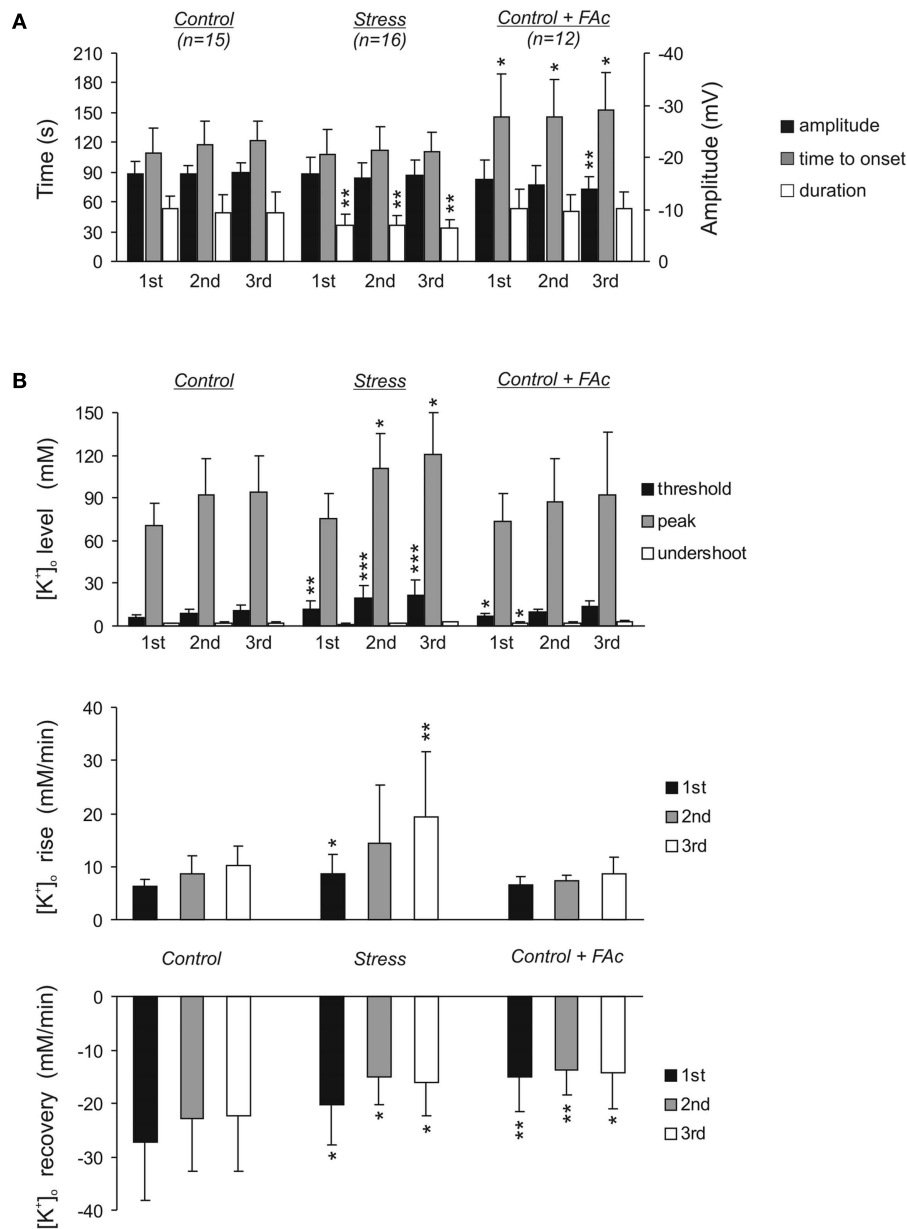 A
Control
(n=15)
Stress
(n=16)
Control + FAc
(n=12)
210
180
150
120
90
60
30
0
Time (s)
-40
-30
-20
-10
0
Amplitude (mV)
* * *
**
** ** **
amplitude
time to onset
duration
1st 2nd 3rd 1st 2nd 3rd 1st 2nd 3rd
B
Control Stress Control + FAc
150
120
90
60
30
0
[K⁺]ₒ level (mM)
* *
** *** ***
* *
threshold
peak
undershoot
1st 2nd 3rd 1st 2nd 3rd 1st 2nd 3rd
40
30
20
10
0
[K⁺]ₒ rise (mM/min)
* **
1st
2nd
3rd
Control Stress Control + FAc
0
-10
-20
-30
-40
[K⁺]ₒ recovery (mM/min)
* * * ** ** *
1st
2nd
3rd